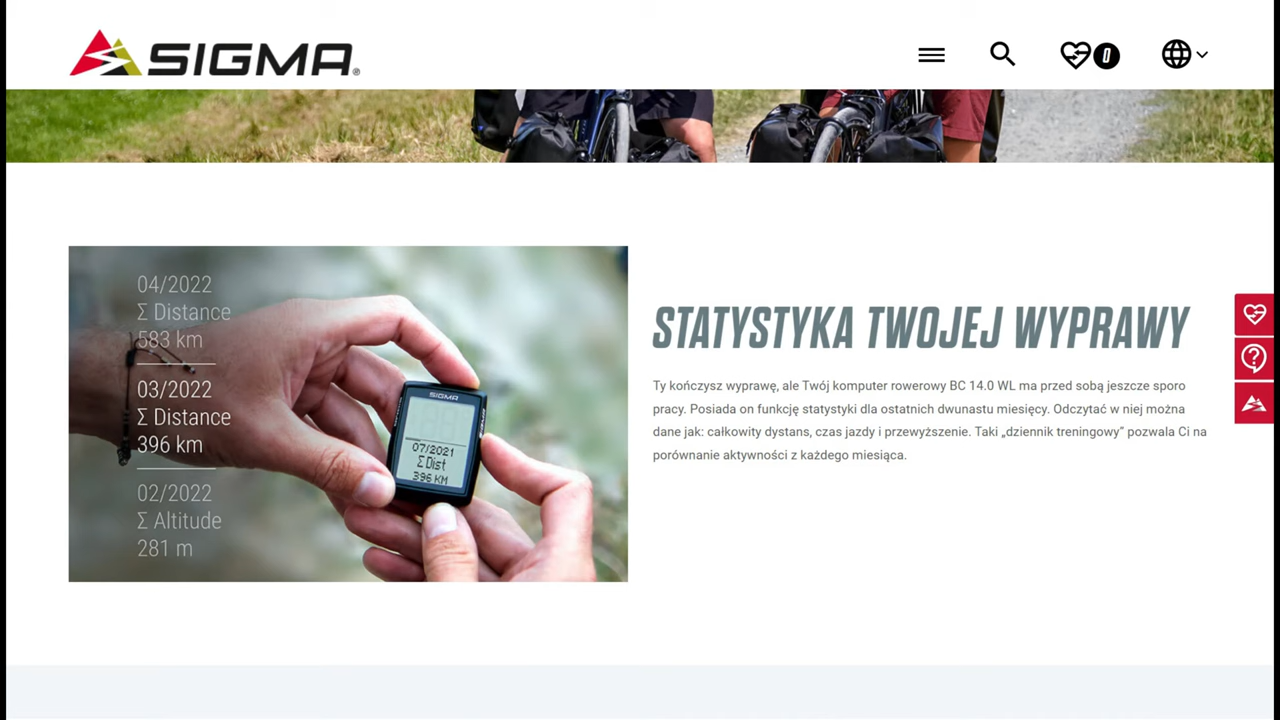 SIGMA®
0
04/2022
Σ Distance
583 km
03/2022
Σ Distance
396 km
02/2022
Σ Altitude
281 m
SIGMA
07/2021
Σ Dist
396 KM
STATYSTYKA TWOJEJ WYPRAWY
Ty kończysz wyprawę, ale Twój komputer rowerowy BC 14.0 WL ma przed sobą jeszcze sporo
pracy. Posiada on funkcję statystyki dla ostatnich dwunastu miesięcy. Odczytać w niej można
dane jak: całkowity dystans, czas jazdy i przewyższenie. Taki „dziennik treningowy” pozwala Ci na
porównanie aktywności z każdego miesiąca.